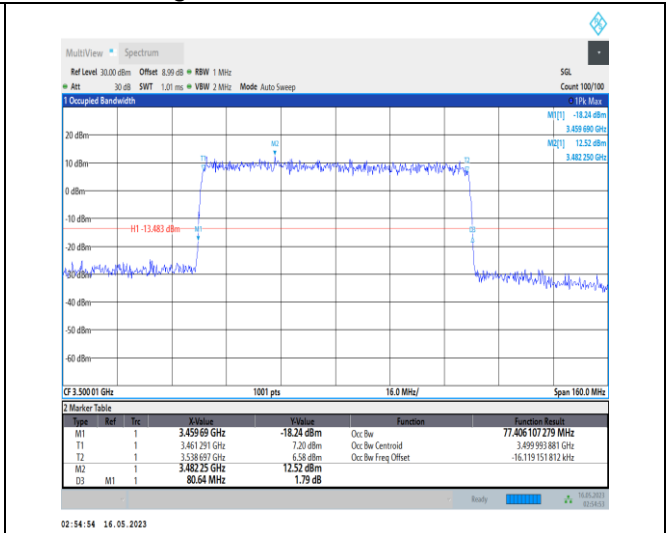 MultiView Spectrum
Ref Level 30.00 dBm Offset 8.99 dB RBW 1 MHz SGL
Att 30 dB SWT 1.01 ms VBW 2 MHz Mode Auto Sweep Count 100/100
1 Occupied Bandwidth 1Pk Max
M1[1] -18.24 dBm
3.459 690 GHz
20 dBm M2 M2[1] 12.52 dBm
3.482 250 GHz
10 dBm T1 T2
0 dBm
-10 dBm
H1 -13.483 dBm M1 D3
-20 dBm
-30 dBm
-40 dBm
-50 dBm
-60 dBm
CF 3.500 01 GHz 1001 pts 16.0 MHz/ Span 160.0 MHz
2 Marker Table
Type Ref Trc X-Value Y-Value Function Function Result
M1 1 3.459 69 GHz -18.24 dBm Occ Bw 77.406 107 279 MHz
T1 1 3.461 291 GHz 7.20 dBm Occ Bw Centroid 3.499 993 881 GHz
T2 1 3.538 697 GHz 6.58 dBm Occ Bw Freq Offset -16.119 151 812 kHz
M2 1 3.482 25 GHz 12.52 dBm
D3 M1 1 80.64 MHz 1.79 dB
Ready 16.05.2023
02:54:53
02:54:54 16.05.2023